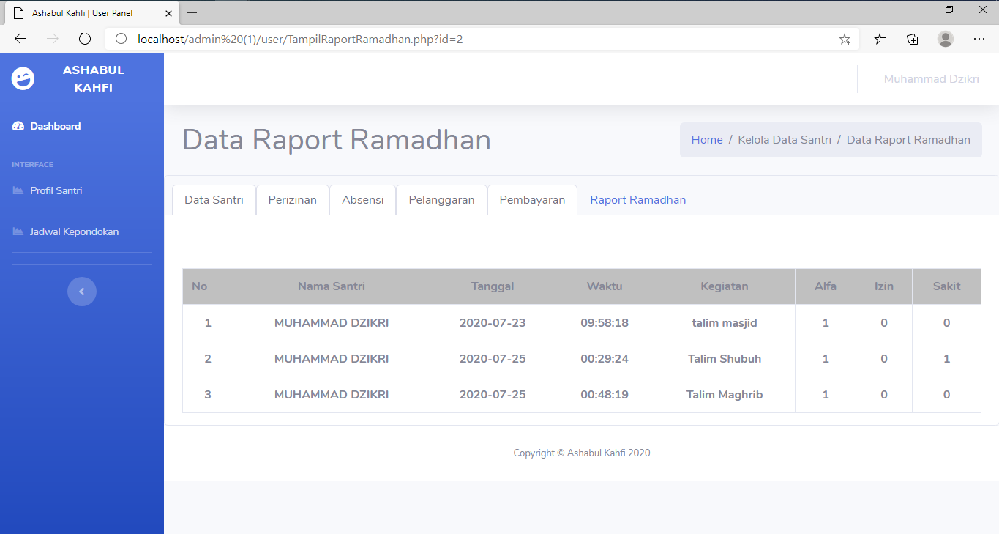 Ashabul Kahfi | User Panel
localhost/admin%20(1)/user/TampilRaportRamadhan.php?id=2
ASHABUL
KAHFI
Muhammad Dzikri
Dashboard
INTERFACE
Profil Santri
Jadwal Kepondokan
Data Raport Ramadhan
Home / Kelola Data Santri / Data Raport Ramadhan
Data Santri Perizinan Absensi Pelanggaran Pembayaran Raport Ramadhan
No Nama Santri Tanggal Waktu Kegiatan Alfa Izin Sakit
1 MUHAMMAD DZIKRI 2020-07-23 09:58:18 talim masjid 1 0 0
2 MUHAMMAD DZIKRI 2020-07-25 00:29:24 Talim Shubuh 1 0 1
3 MUHAMMAD DZIKRI 2020-07-25 00:48:19 Talim Maghrib 1 0 0
Copyright © Ashabul Kahfi 2020